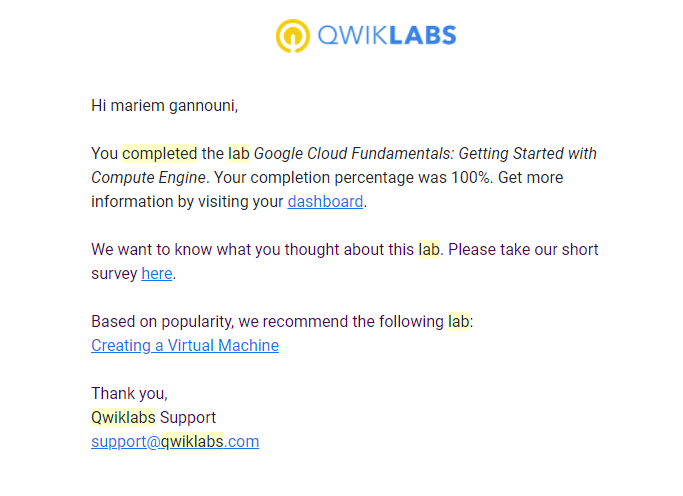 QWIKLABS
Hi mariem gannouni,
You completed the lab Google Cloud Fundamentals: Getting Started with
Compute Engine. Your completion percentage was 100%. Get more
information by visiting your dashboard.
We want to know what you thought about this lab. Please take our short
survey here.
Based on popularity, we recommend the following lab:
Creating a Virtual Machine
Thank you,
Qwiklabs Support
support@qwiklabs.com